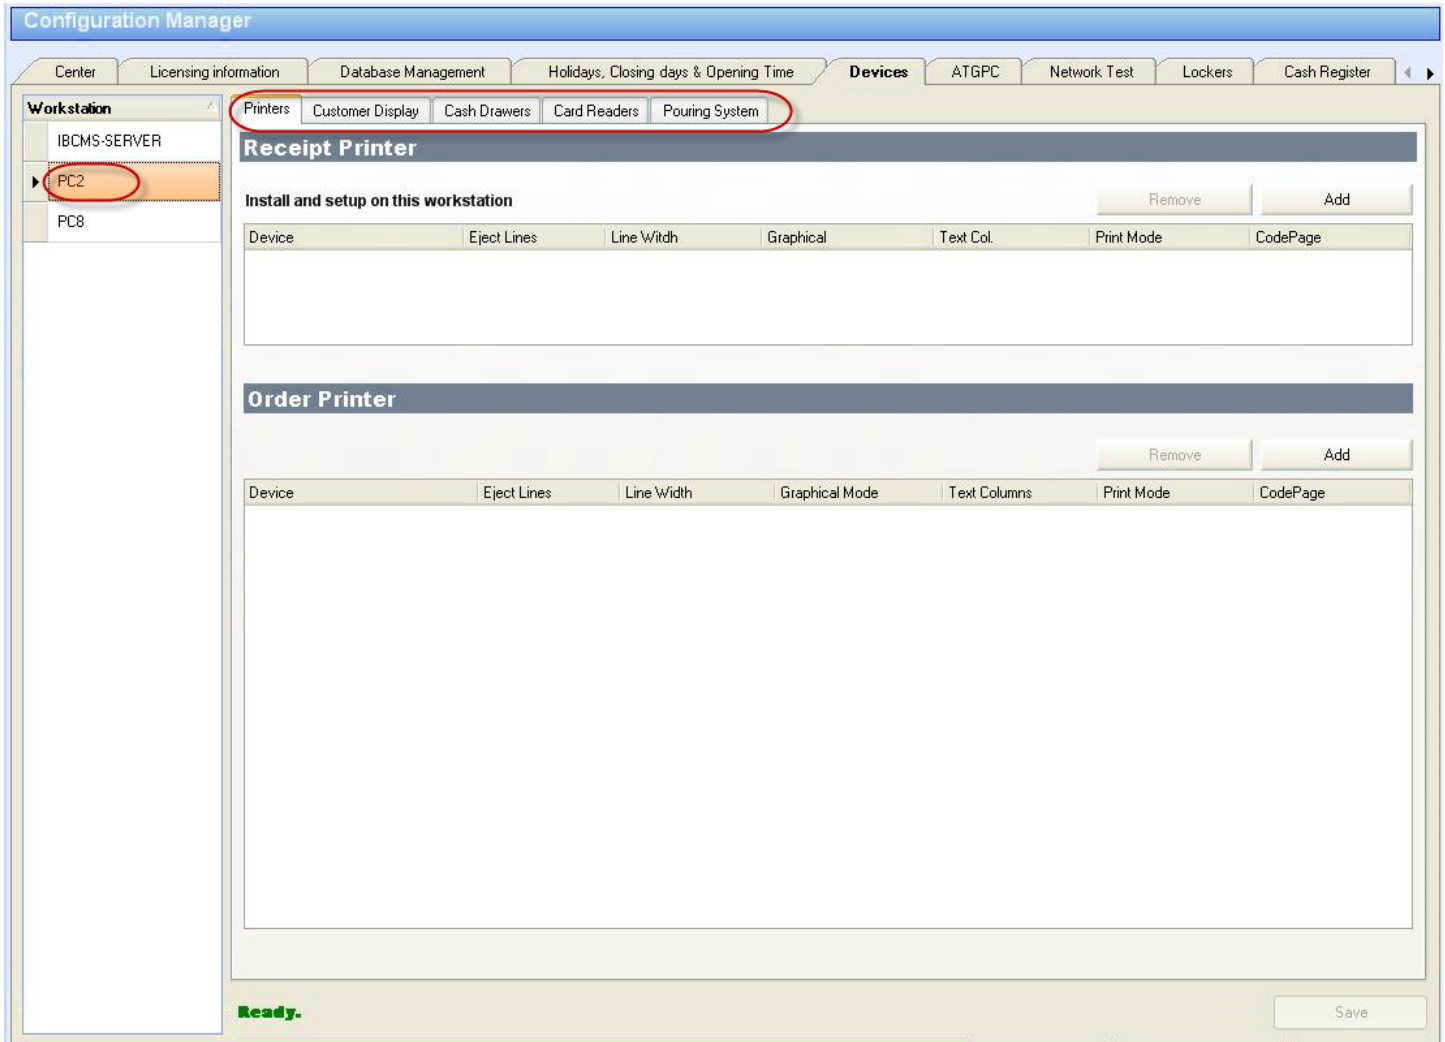 Configuration Manager
Center Licensing information Database Management Holidays, Closing days & Opening Time Devices ATGPC Network Test Lockers Cash Register
Workstation
IBCMS-SERVER
PC2
PC8
Printers Customer Display Cash Drawers Card Readers Pouring System
Receipt Printer
Install and setup on this workstation Remove Add
Device Eject Lines Line Witdh Graphical Text Col. Print Mode CodePage
Order Printer
Remove Add
Device Eject Lines Line Width Graphical Mode Text Columns Print Mode CodePage
Ready. Save